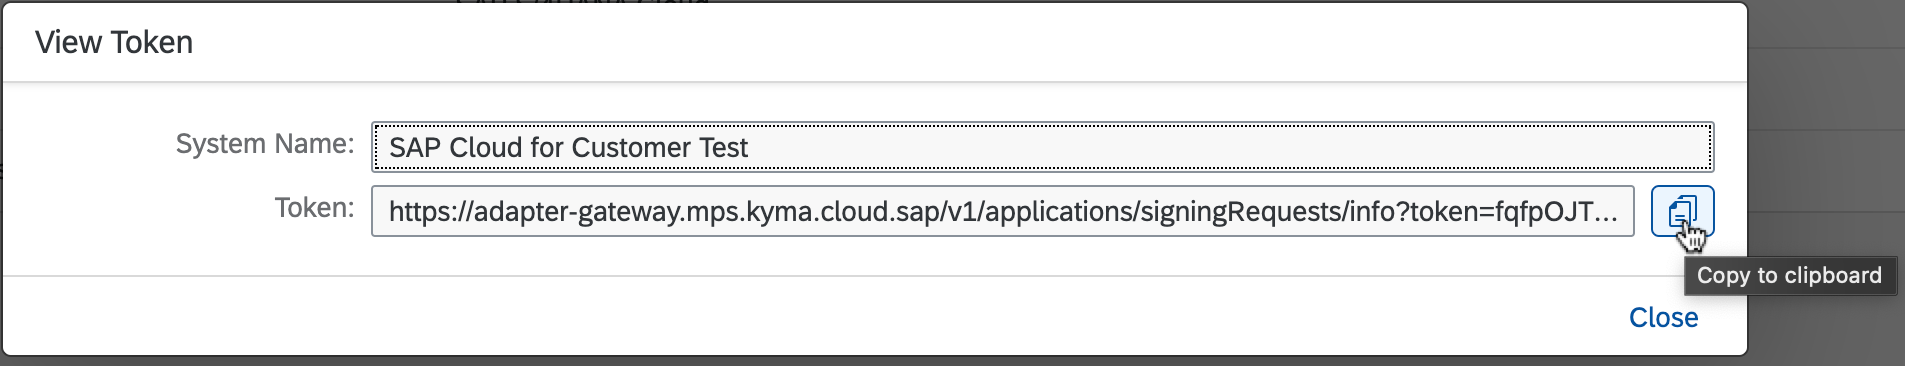 View Token
System Name: SAP Cloud for Customer Test
Token: https://adapter-gateway.mps.kyma.cloud.sap/v1/applications/signingRequests/info?token=fqfpOJT...
Copy to clipboard
Close